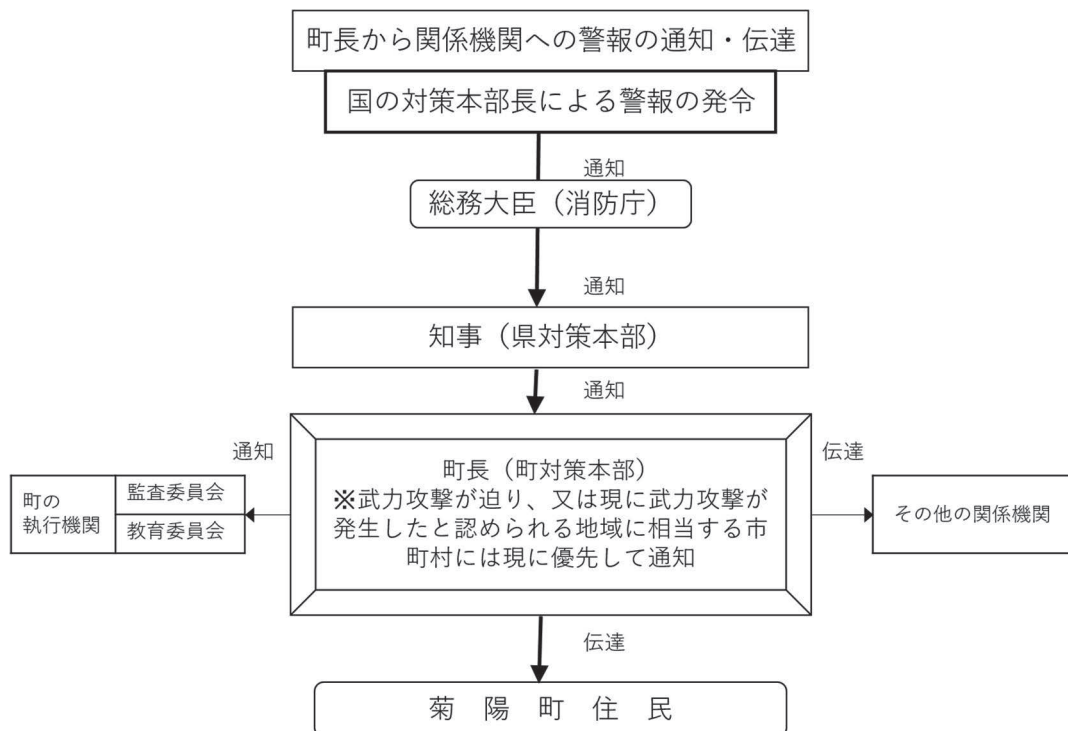 町長から関係機関への警報の通知・伝達
国の対策本部長による警報の発令
通知
総務大臣（消防庁）
通知
知事（県対策本部）
通知
通知
町の
執行機関
監査委員会
教育委員会
町長（町対策本部）
※武力攻撃が迫り、又は現に武力攻撃が
発生したと認められる地域に相当する市
町村には現に優先して通知
伝達
その他の関係機関
伝達
菊 陽 町 住 民